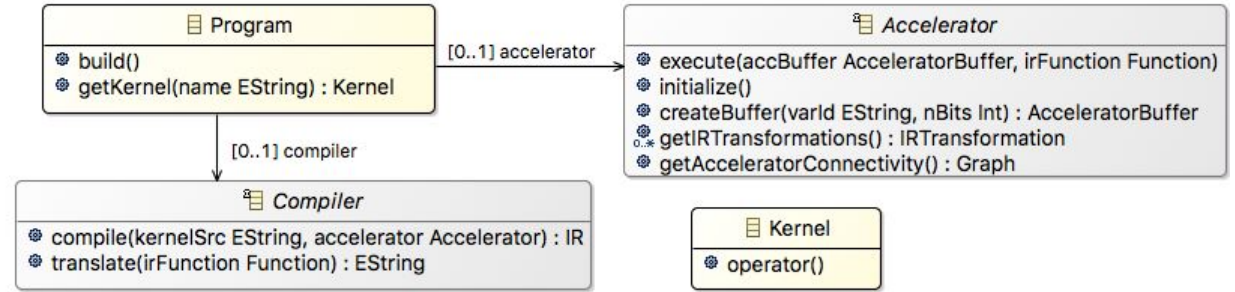 Program
build()
getKernel(name EString) : Kernel
[0..1] accelerator
Accelerator
execute(accBuffer AcceleratorBuffer, irFunction Function)
initialize()
createBuffer(varId EString, nBits Int) : AcceleratorBuffer
0..* getIRTransformations() : IRTransformation
getAcceleratorConnectivity() : Graph
[0..1] compiler
Compiler
compile(kernelSrc EString, accelerator Accelerator) : IR
translate(irFunction Function) : EString
Kernel
operator()